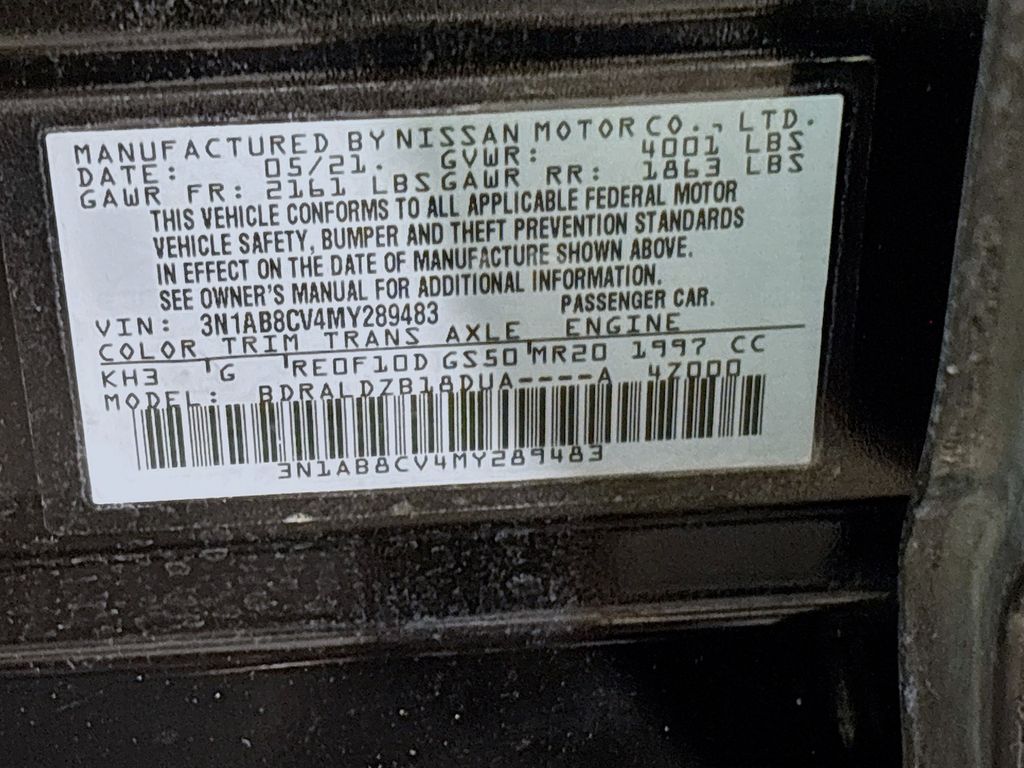 MANUFACTURED BY NISSAN MOTOR CO., LTD.
DATE: 05/21. GVWR: 4001 LBS
GAWR FR: 2161 LBS GAWR RR: 1863 LBS
THIS VEHICLE CONFORMS TO ALL APPLICABLE FEDERAL MOTOR
VEHICLE SAFETY, BUMPER AND THEFT PREVENTION STANDARDS
IN EFFECT ON THE DATE OF MANUFACTURE SHOWN ABOVE.
SEE OWNER'S MANUAL FOR ADDITIONAL INFORMATION.
VIN: 3N1AB8CV4MY289483 PASSENGER CAR.
COLOR TRIM TRANS AXLE ENGINE
KH3 G RE0F10D GS50 MR20 1997 CC
MODEL: BDRALDZB18DUA----A 4Z000
3N1AB8CV4MY289483